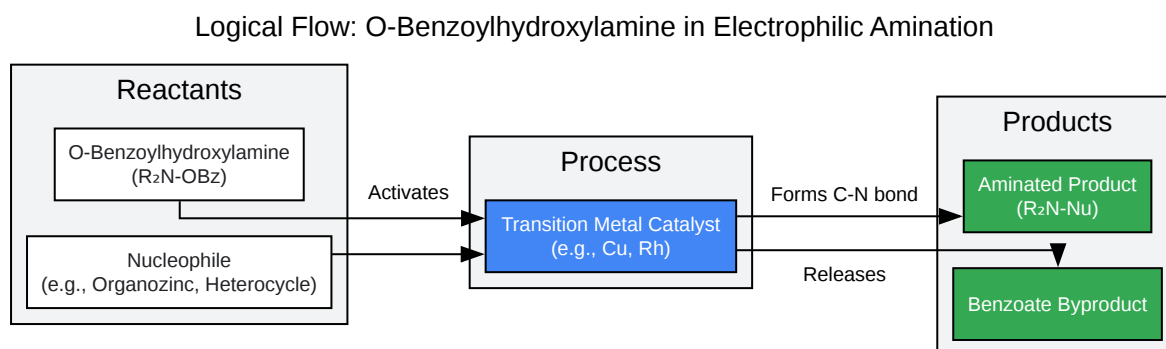 Logical Flow: O-Benzoylhydroxylamine in Electrophilic Amination
Reactants
O-Benzoylhydroxylamine
(R₂N-OBz)
Nucleophile
(e.g., Organozinc, Heterocycle)
Activates
Process
Transition Metal Catalyst
(e.g., Cu, Rh)
Forms C-N bond
Releases
Products
Aminated Product
(R₂N-Nu)
Benzoate Byproduct